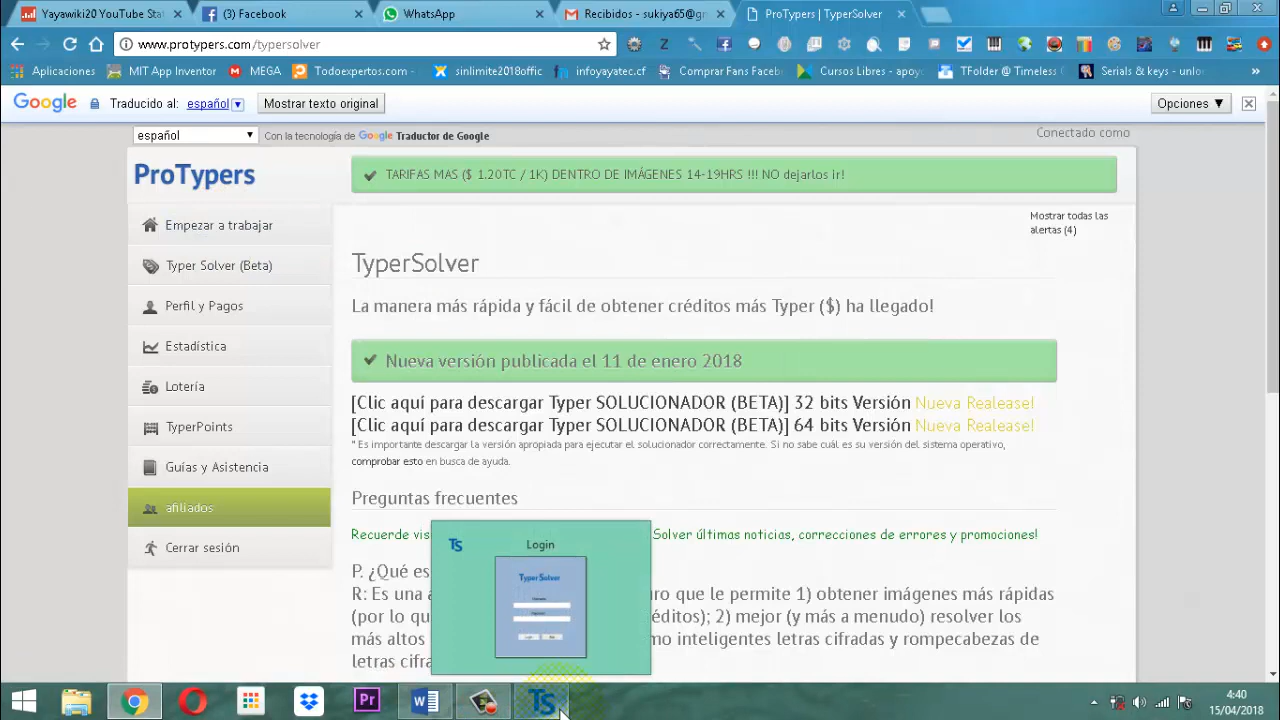 Yayawiki20 YouTube Stat
(3) Facebook
WhatsApp
Recibidos - sukiya65@gm
ProTypers | TyperSolver
www.protypers.com/typersolver
Aplicaciones
MIT App Inventor
MEGA
Todoexpertos.com -
sinlimite2018offic
infoyayatec.cf
Comprar Fans Faceb
Cursos Libres - apoy
TFolder @ Timeless
Serials & keys - unlo
»
Google Traducido al: español Mostrar texto original Opciones ▼
español Con la tecnología de Google Traductor de Google Conectado como
ProTypers
TARIFAS MAS ($ 1.20TC / 1K) DENTRO DE IMÁGENES 14-19HRS !!! NO dejarlos ir!
Mostrar todas las
alertas (4)
Empezar a trabajar
Typer Solver (Beta)
Perfil y Pagos
Estadística
Lotería
TyperPoints
Guías y Asistencia
afiliados
Cerrar sesión
TyperSolver
La manera más rápida y fácil de obtener créditos más Typer ($) ha llegado!
Nueva versión publicada el 11 de enero 2018
[Clic aquí para descargar Typer SOLUCIONADOR (BETA)] 32 bits Versión Nueva Realease!
[Clic aquí para descargar Typer SOLUCIONADOR (BETA)] 64 bits Versión Nueva Realease!
* Es importante descargar la versión apropiada para ejecutar el solucionador correctamente. Si no sabe cuál es su versión del sistema operativo,
comprobar esto en busca de ayuda.
Preguntas frecuentes
Recuerde vis Solver últimas noticias, correcciones de errores y promociones!
P. ¿Qué es
R: Es una a uro que le permite 1) obtener imágenes más rápidas
(por lo qu éditos); 2) mejor (y más a menudo) resolver los
más altos mo inteligentes letras cifradas y rompecabezas de
letras cifra
Ts Login
TyperSolver
Pr
W
Ts
4:40
15/04/2018